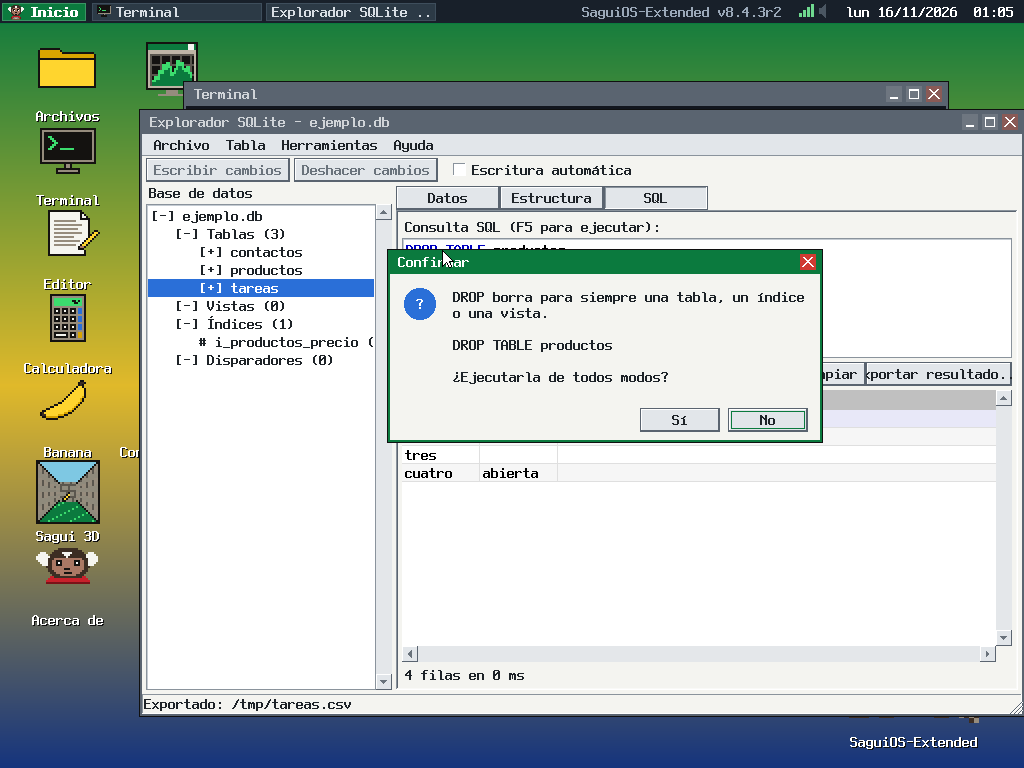 Inicio
Terminal
Explorador SQLite ..
SaguiOS-Extended v8.4.3r2
lun 16/11/2026 01:05
Archivos
Terminal
Editor
Calculadora
Banana
Sagui 3D
Acerca de
Terminal
Explorador SQLite - ejemplo.db
Archivo Tabla Herramientas Ayuda
Escribir cambios Deshacer cambios Escritura automática
Base de datos
[-] ejemplo.db
[-] Tablas (3)
[+] contactos
[+] productos
[+] tareas
[-] Vistas (0)
[-] Índices (1)
# i_productos_precio (
[-] Disparadores (0)
Datos Estructura SQL
Consulta SQL (F5 para ejecutar):
DROP TABLE productos
Confirmar
DROP borra para siempre una tabla, un índice
o una vista.
DROP TABLE productos
¿Ejecutarla de todos modos?
Sí No
tres
cuatro abierta
4 filas en 0 ms
Exportado: /tmp/tareas.csv
SaguiOS-Extended